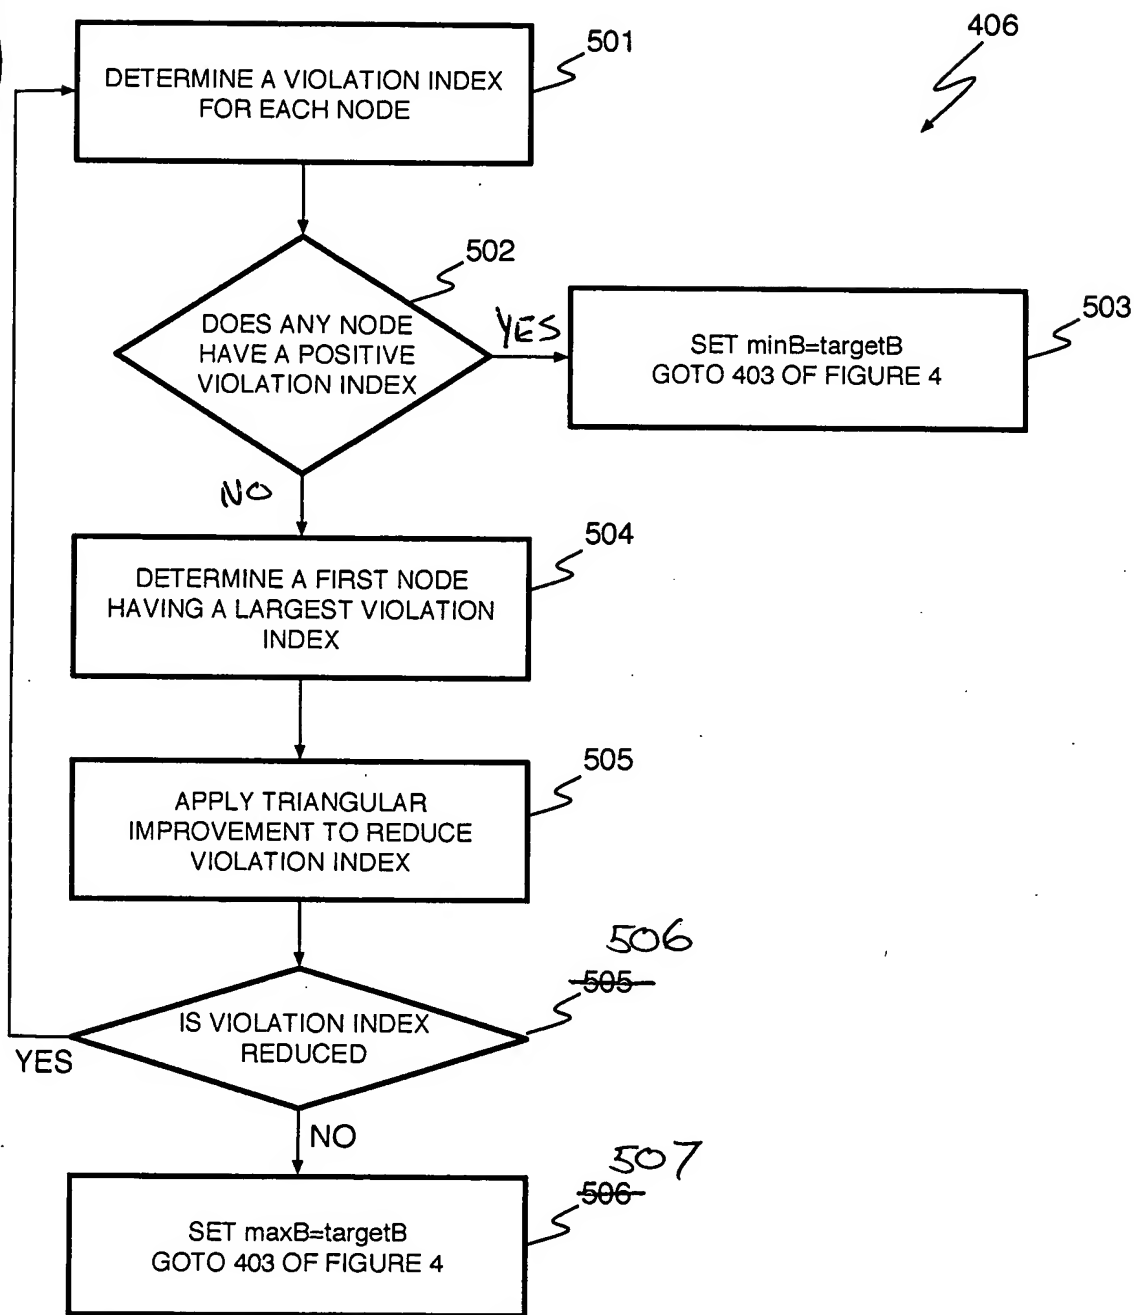 406
501
DETERMINE A VIOLATION INDEX
FOR EACH NODE
502
DOES ANY NODE
HAVE A POSITIVE
VIOLATION INDEX
YES
503
SET minB=targetB
GOTO 403 OF FIGURE 4
NO
504
DETERMINE A FIRST NODE
HAVING A LARGEST VIOLATION
INDEX
505
APPLY TRIANGULAR
IMPROVEMENT TO REDUCE
VIOLATION INDEX
506
505
IS VIOLATION INDEX
REDUCED
YES
NO
507
506
SET maxB=targetB
GOTO 403 OF FIGURE 4